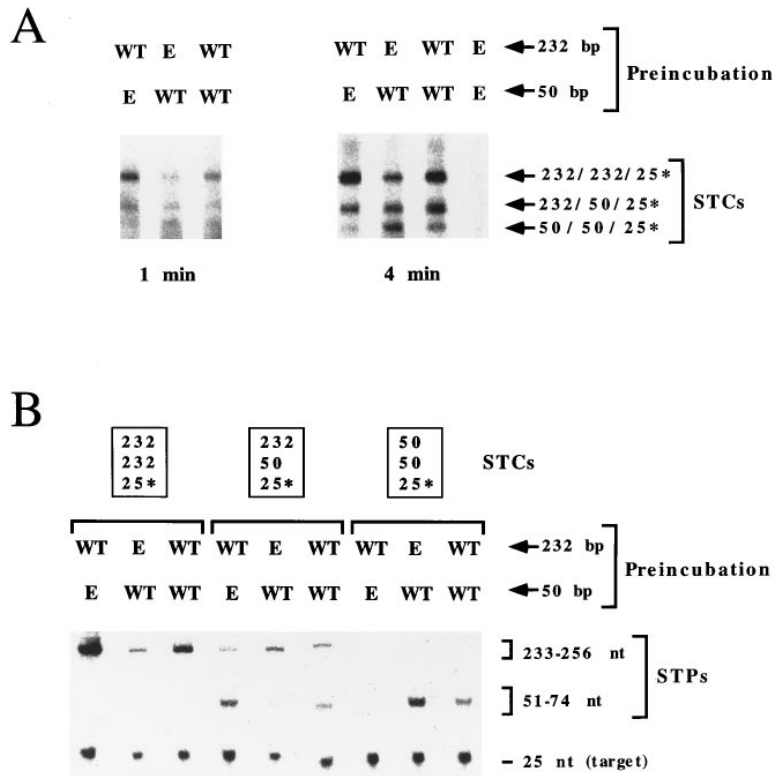 A
WT E WT
E WT WT
1 min
WT E WT E
E WT WT E
4 min
232 bp
50 bp
Preincubation
232/ 232/ 25*
232/ 50/ 25*
50/ 50/ 25*
STCs
B
232
232
25*
232
50
25*
50
50
25*
STCs
WT E WT WT E WT WT E WT
E WT WT E WT WT E WT WT
232 bp
50 bp
Preincubation
233-256 nt
51-74 nt
STPs
25 nt (target)